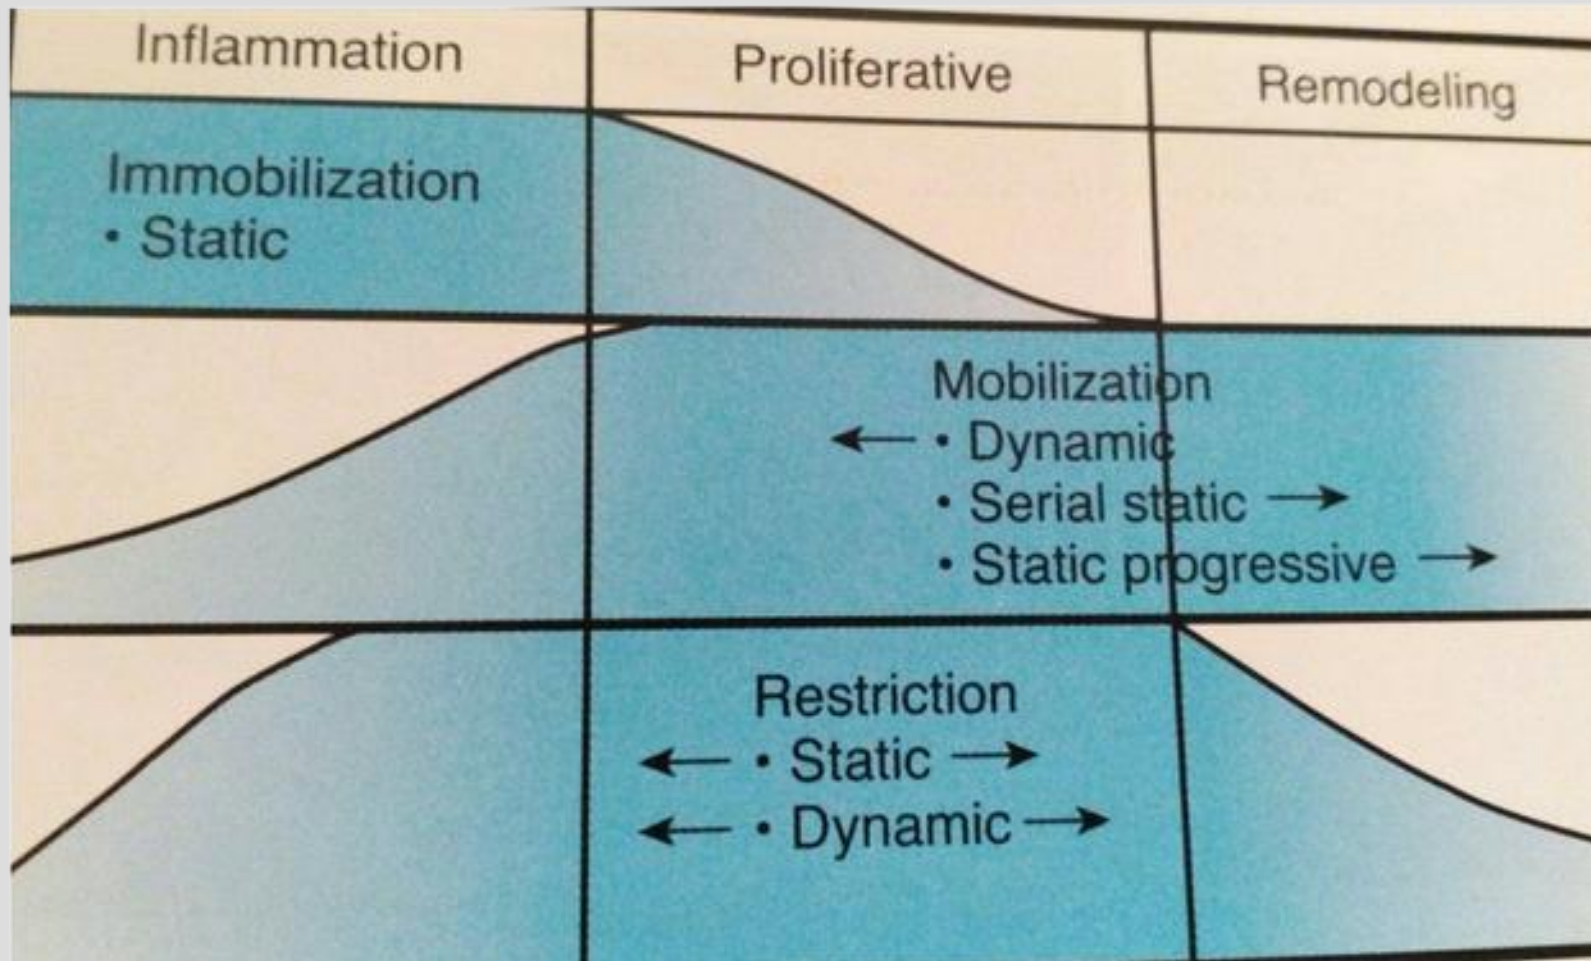 Inflammation
Proliferative
Remodeling
Immobilization
• Static
Mobilization
• Dynamic
• Serial static
• Static progressive
Restriction
• Static
• Dynamic